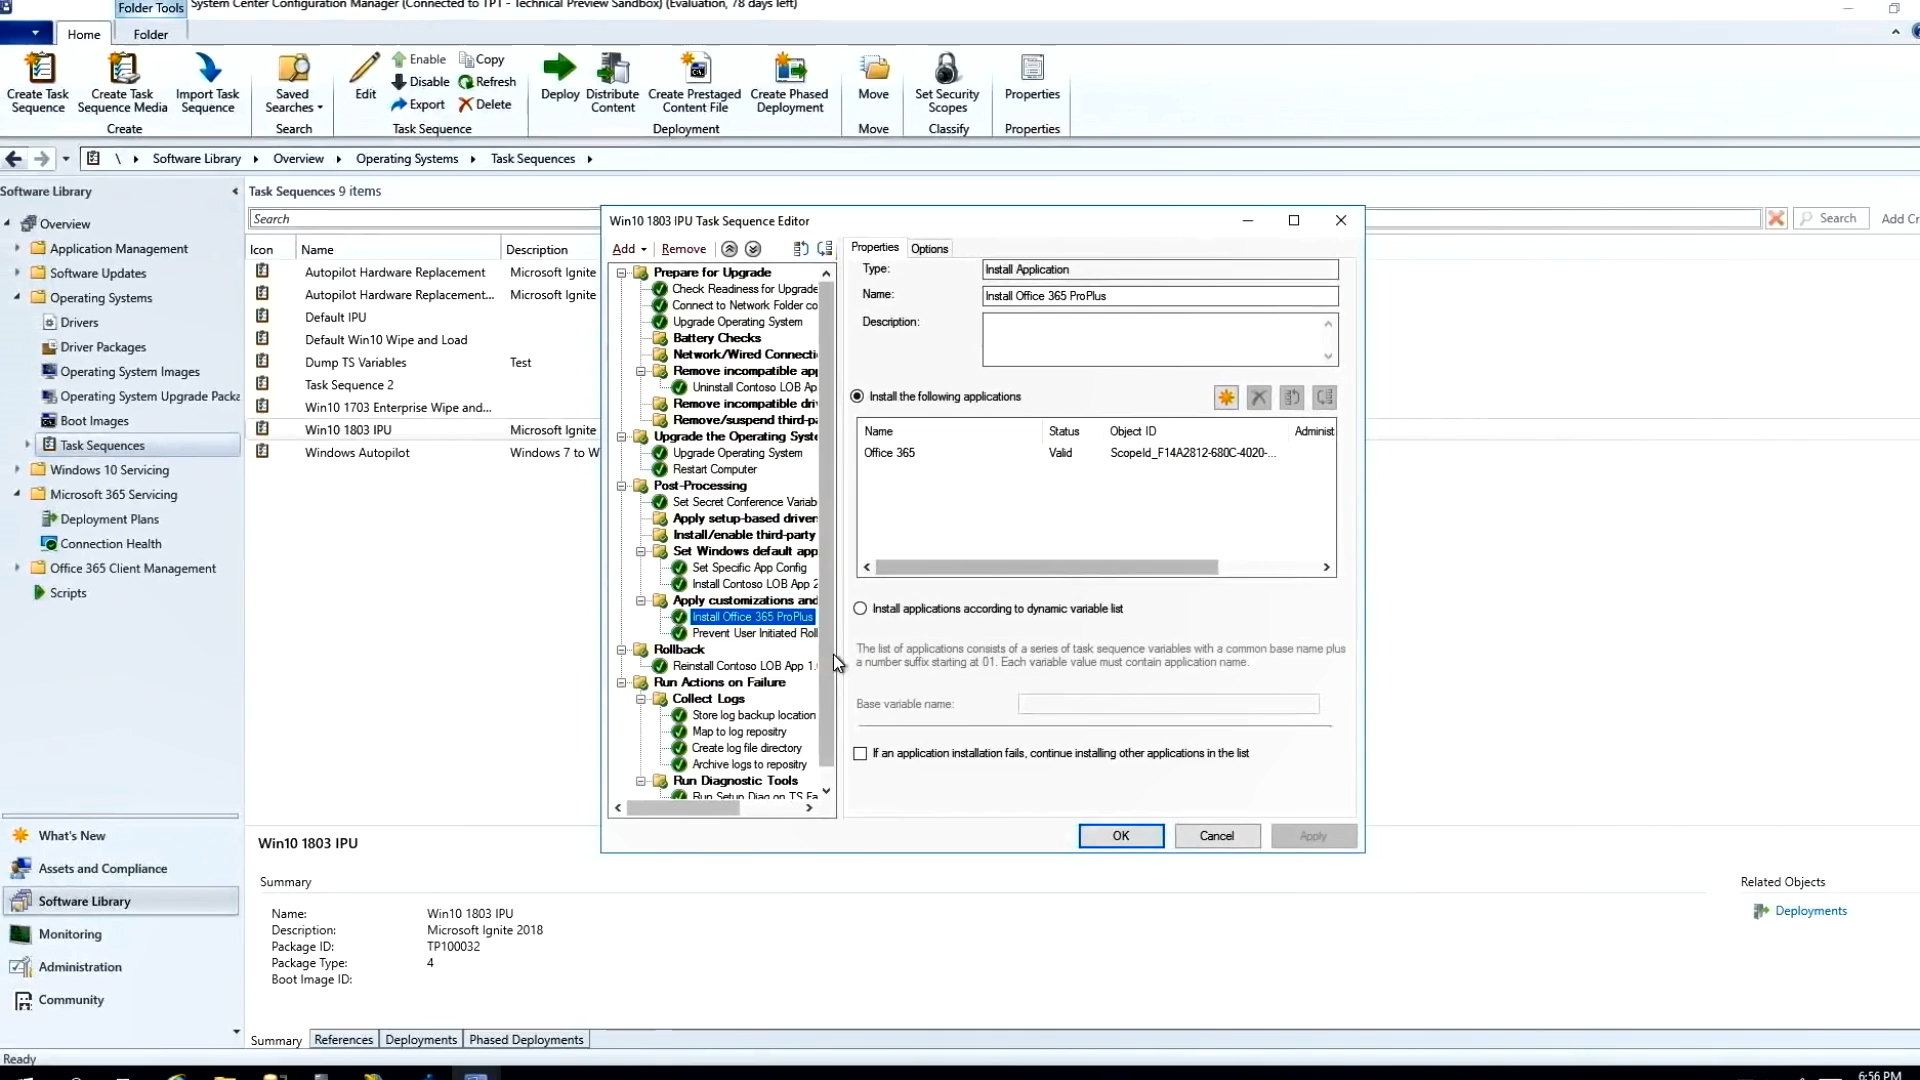 System Center Configuration Manager (Connected to TPT - Technical Preview Sandbox) (Evaluation, 78 days left)
Folder Tools
Home
Folder
Create Task Sequence
Create Task Sequence Media
Import Task Sequence
Create
Saved Searches
Search
Edit
Enable
Disable
Export
Copy
Refresh
Delete
Task Sequence
Deploy
Distribute Content
Create Prestaged Content File
Create Phased Deployment
Deployment
Move
Move
Set Security Scopes
Classify
Properties
Properties
\ Software Library Overview Operating Systems Task Sequences
Software Library
Overview
Application Management
Software Updates
Operating Systems
Drivers
Driver Packages
Operating System Images
Operating System Upgrade Packa
Boot Images
Task Sequences
Windows 10 Servicing
Microsoft 365 Servicing
Deployment Plans
Connection Health
Office 365 Client Management
Scripts
What's New
Assets and Compliance
Software Library
Monitoring
Administration
Community
Task Sequences 9 items
Search
Search
Add Cr
Icon Name Description
Autopilot Hardware Replacement Microsoft Ignite
Autopilot Hardware Replacement... Microsoft Ignite
Default IPU
Default Win10 Wipe and Load
Dump TS Variables Test
Task Sequence 2
Win10 1703 Enterprise Wipe and...
Win10 1803 IPU Microsoft Ignite
Windows Autopilot Windows 7 to W
Win10 1803 IPU Task Sequence Editor
Add Remove
Prepare for Upgrade
Check Readiness for Upgrade
Connect to Network Folder co
Upgrade Operating System
Battery Checks
Network/Wired Connecti
Remove incompatible app
Uninstall Contoso LOB Ap
Remove incompatible dri
Remove/suspend third-pa
Upgrade the Operating Syste
Upgrade Operating System
Restart Computer
Post-Processing
Set Secret Conference Variab
Apply setup-based driver
Install/enable third-party
Set Windows default app
Set Specific App Config
Install Contoso LOB App 2
Apply customizations and
Install Office 365 ProPlus
Prevent User Initiated Roll
Rollback
Reinstall Contoso LOB App 1.
Run Actions on Failure
Collect Logs
Store log backup location
Map to log repositry
Create log file directory
Archive logs to repositry
Run Diagnostic Tools
Run Setup Diag on TS Fa
Properties
Options
Type: Install Application
Name: Install Office 365 ProPlus
Description:
Install the following applications
Name Status Object ID Administ
Office 365 Valid ScopeId_F14A2812-680C-4020-...
Install applications according to dynamic variable list
The list of applications consists of a series of task sequence variables with a common base name plus
a number suffix starting at 01. Each variable value must contain application name.
Base variable name:
If an application installation fails, continue installing other applications in the list
OK
Cancel
Apply
Win10 1803 IPU
Summary
Name: Win10 1803 IPU
Description: Microsoft Ignite 2018
Package ID: TP100032
Package Type: 4
Boot Image ID:
Related Objects
Deployments
Summary References Deployments Phased Deployments
Ready
6:56 PM